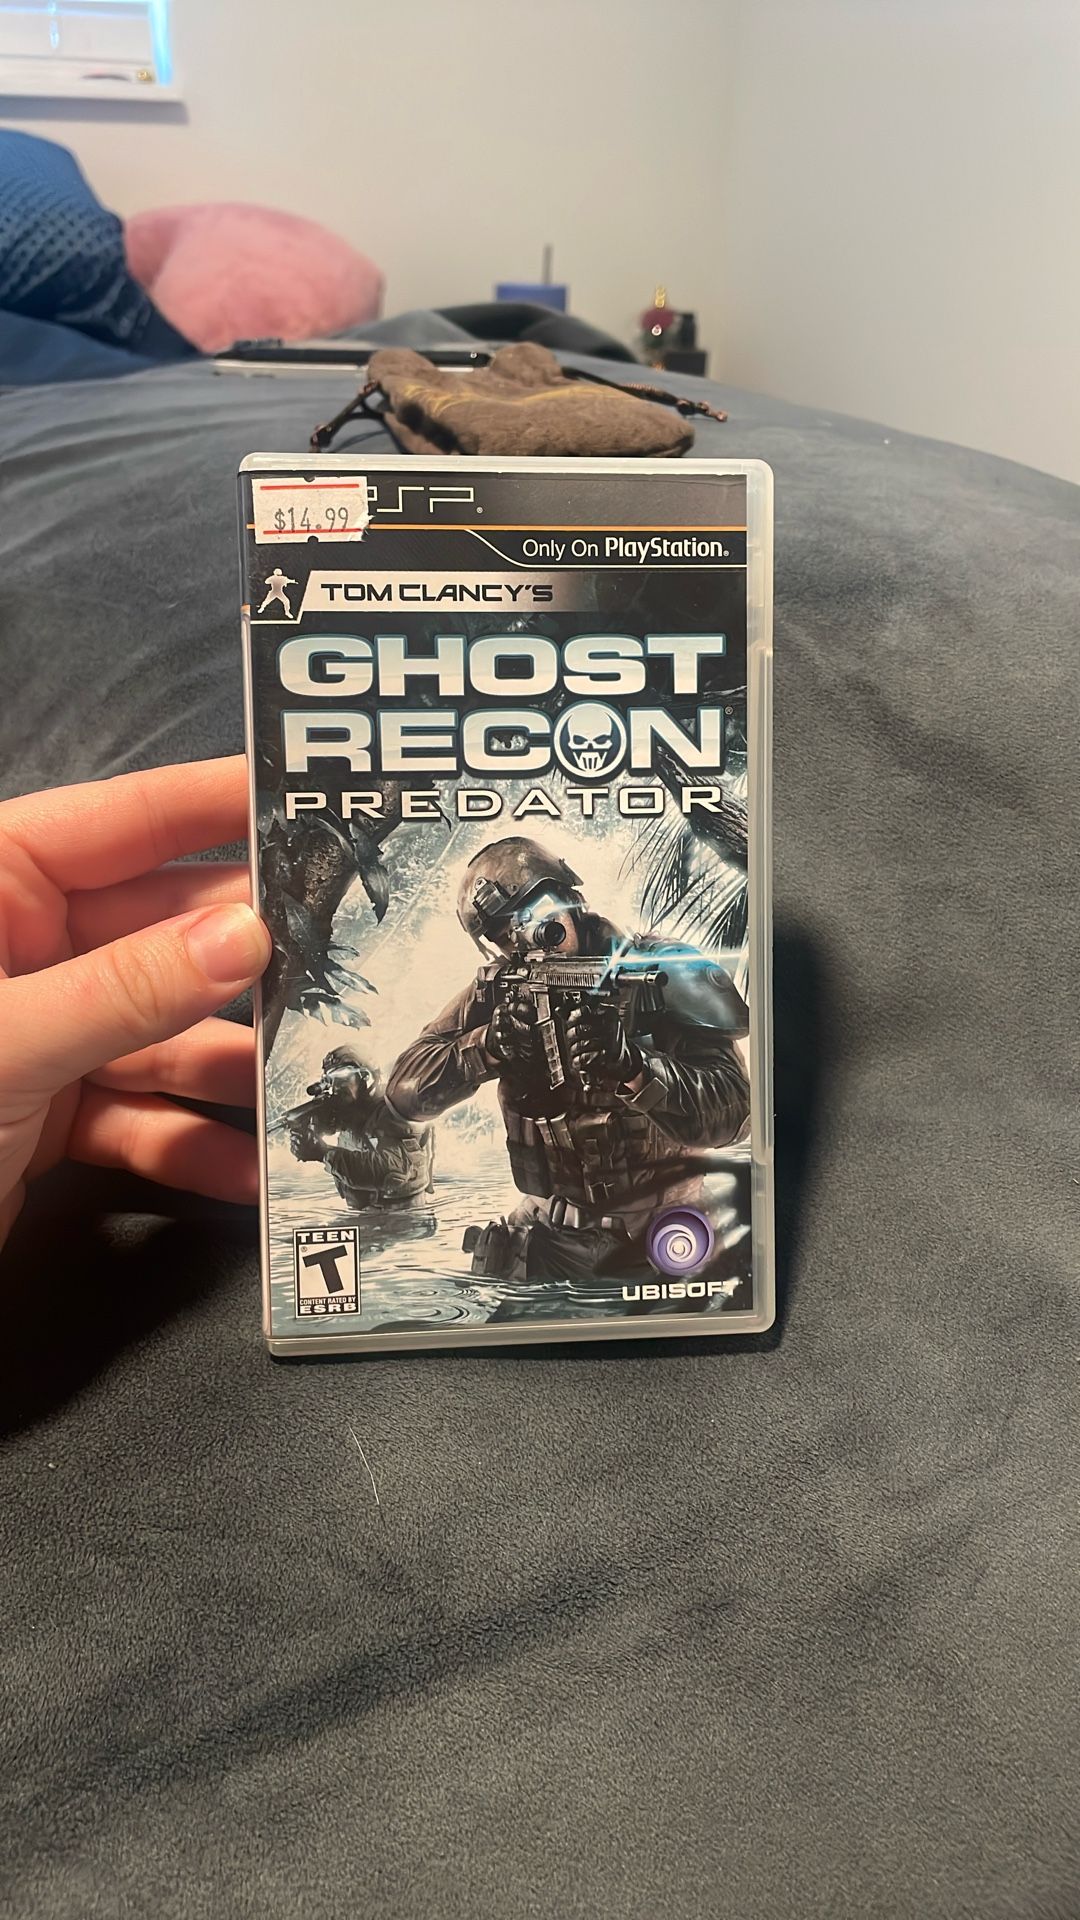 $14.99
PSP®
Only On PlayStation®
TOM CLANCY'S
GHOST
RECON®
PREDATOR
TEEN
T
CONTENT RATED BY
ESRB
UBISOFT